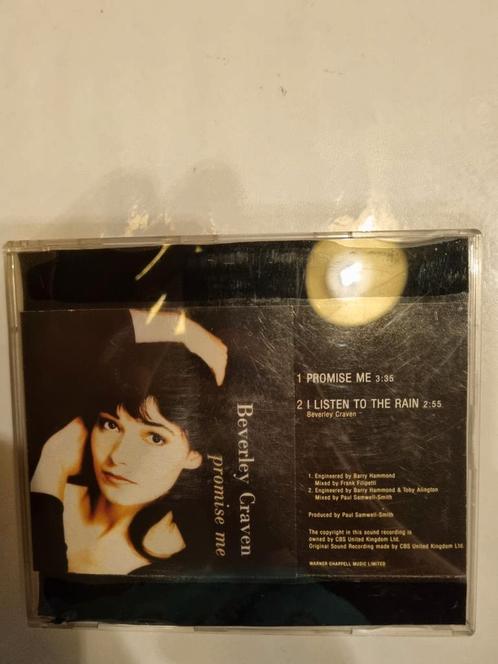 Beverley Craven
promise me
1 PROMISE ME 3:35
2 I LISTEN TO THE RAIN 2:55
Beverley Craven
1. Engineered by Barry Hammond
Mixed by Frank Filipetti
2. Engineered by Barry Hammond & Toby Alington
Mixed by Paul Samwell-Smith
Produced by Paul Samwell-Smith
The copyright in this sound recording is
owned by CBS United Kingdom Ltd.
Original Sound Recording made by CBS United Kingdom Ltd.
WARNER CHAPPELL MUSIC LIMITED